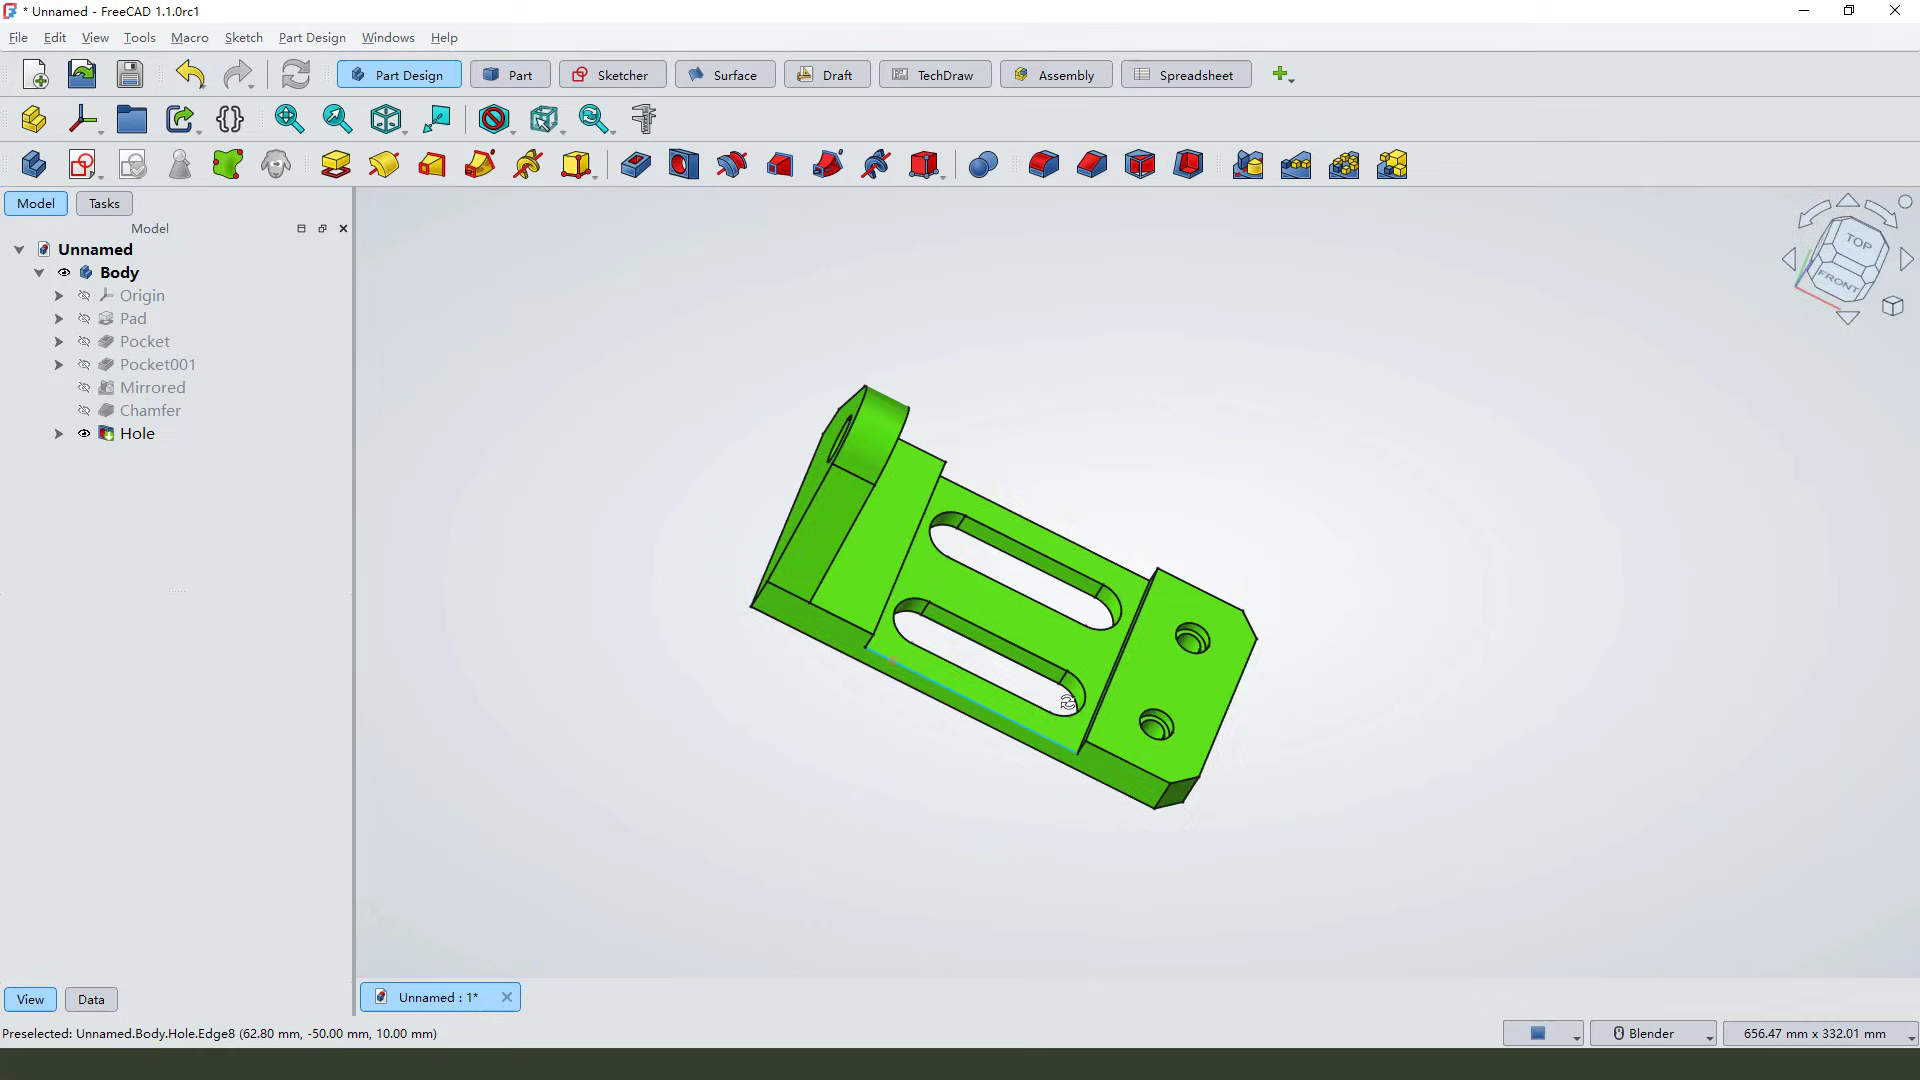 * Unnamed - FreeCAD 1.1.0rc1
File Edit View Tools Macro Sketch Part Design Windows Help
Part Design Part Sketcher Surface Draft TechDraw Assembly Spreadsheet
Model Tasks
Model
Unnamed
Body
Origin
Pad
Pocket
Pocket001
Mirrored
Chamfer
Hole
TOP
FRONT
View Data
Unnamed : 1*
Preselected: Unnamed.Body.Hole.Edge8 (62.80 mm, -50.00 mm, 10.00 mm)
Blender
656.47 mm x 332.01 mm